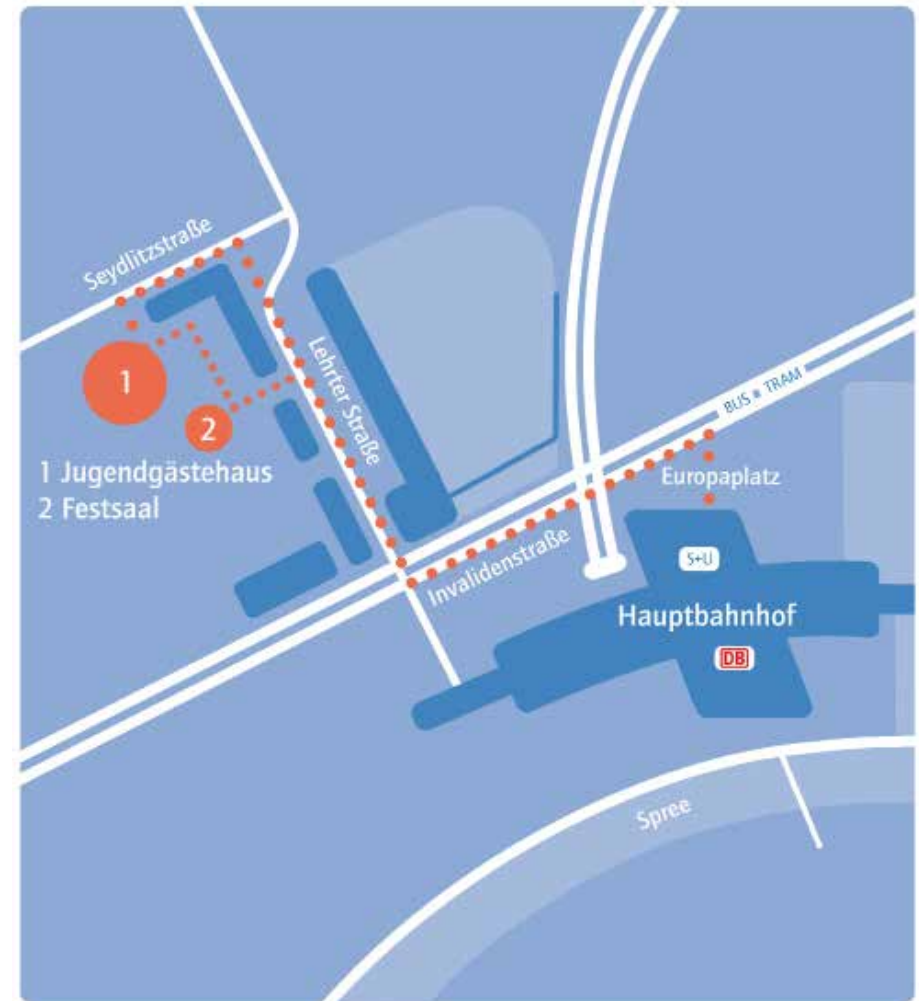 Seydlitzstraße
Lehrter Straße
BUS TRAM
1
2
1 Jugendgästehaus
2 Festsaal
Europaplatz
Invalidenstraße
S+U
Hauptbahnhof
DB
Spree